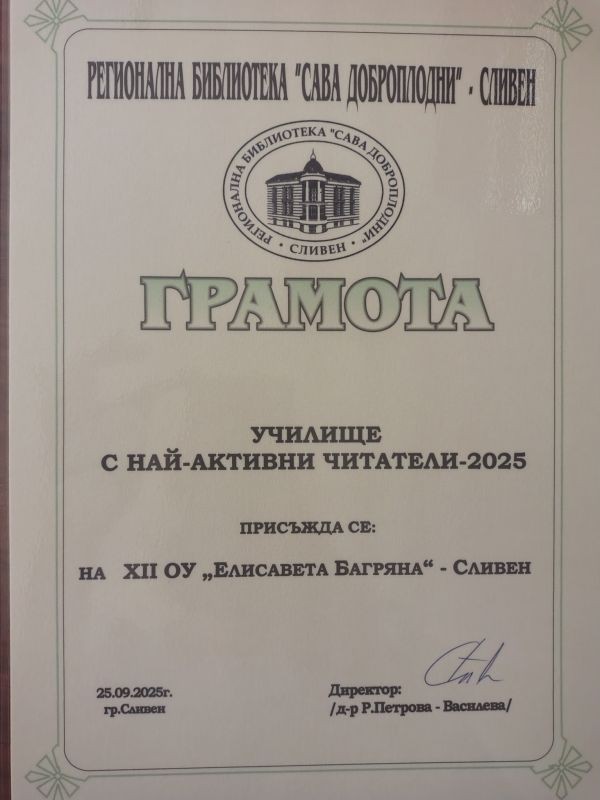 РЕГИОНАЛНА БИБЛИОТЕКА "САВА ДОБРОПЛОДНИ" - СЛИВЕН
РЕГИОНАЛНА БИБЛИОТЕКА "САВА ДОБРОПЛОДНИ"
• СЛИВЕН •
ГРАМОТА
УЧИЛИЩЕ
С НАЙ-АКТИВНИ ЧИТАТЕЛИ-2025
ПРИСЪЖДА СЕ:
НА XII ОУ „ЕЛИСАВЕТА БАГРЯНА“ - СЛИВЕН
25.09.2025г.
гр.Сливен
Директор:
/д-р Р.Петрова - Василева/